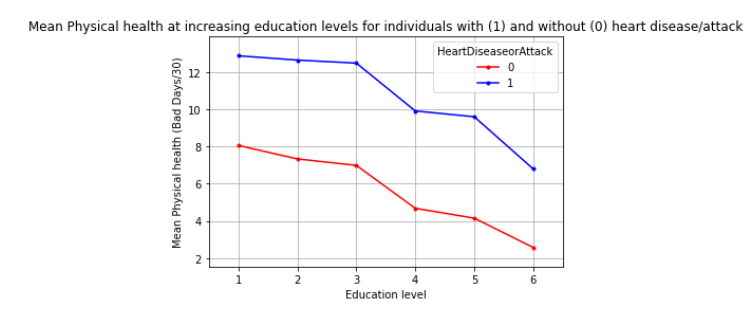 Mean Physical health at increasing education levels for individuals with (1) and without (0) heart disease/attack
HeartDiseaseorAttack
0
1
Mean Physical health (Bad Days/30)
12
10
8
6
4
2
1 2 3 4 5 6
Education level